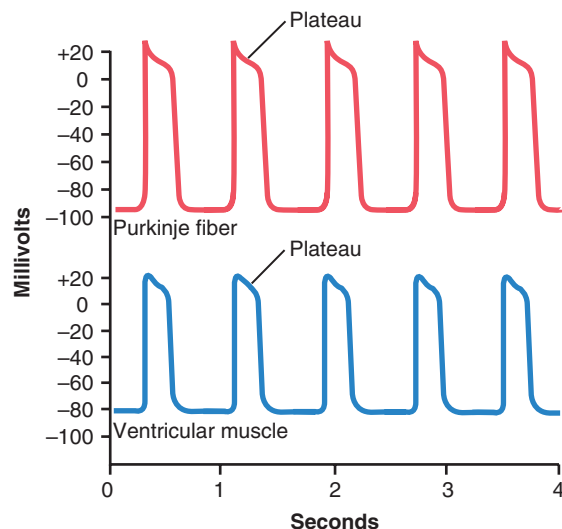 Plateau
+20
0
−20
−40
−60
−80
−100
Purkinje fiber
Millivolts
Plateau
+20
0
−20
−40
−60
−80
−100
Ventricular muscle
0 1 2 3 4
Seconds